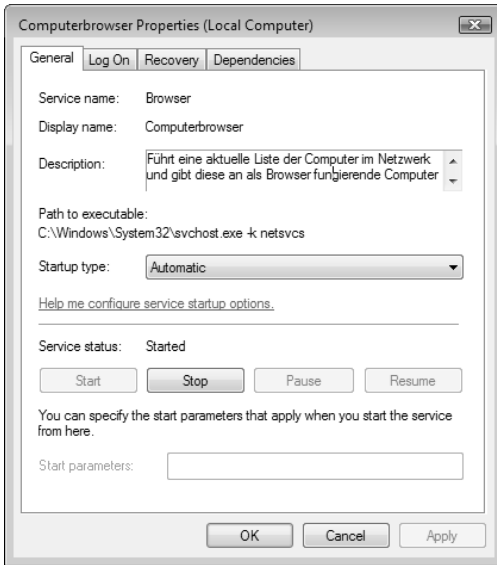 Computerbrowser Properties (Local Computer)
General Log On Recovery Dependencies
Service name: Browser
Display name: Computerbrowser
Description: Führt eine aktuelle Liste der Computer im Netzwerk
und gibt diese an als Browser fungierende Computer
Path to executable:
C:\Windows\System32\svchost.exe -k netsvcs
Startup type: Automatic
Help me configure service startup options.
Service status: Started
Start Stop Pause Resume
You can specify the start parameters that apply when you start the service
from here.
Start parameters:
OK Cancel Apply